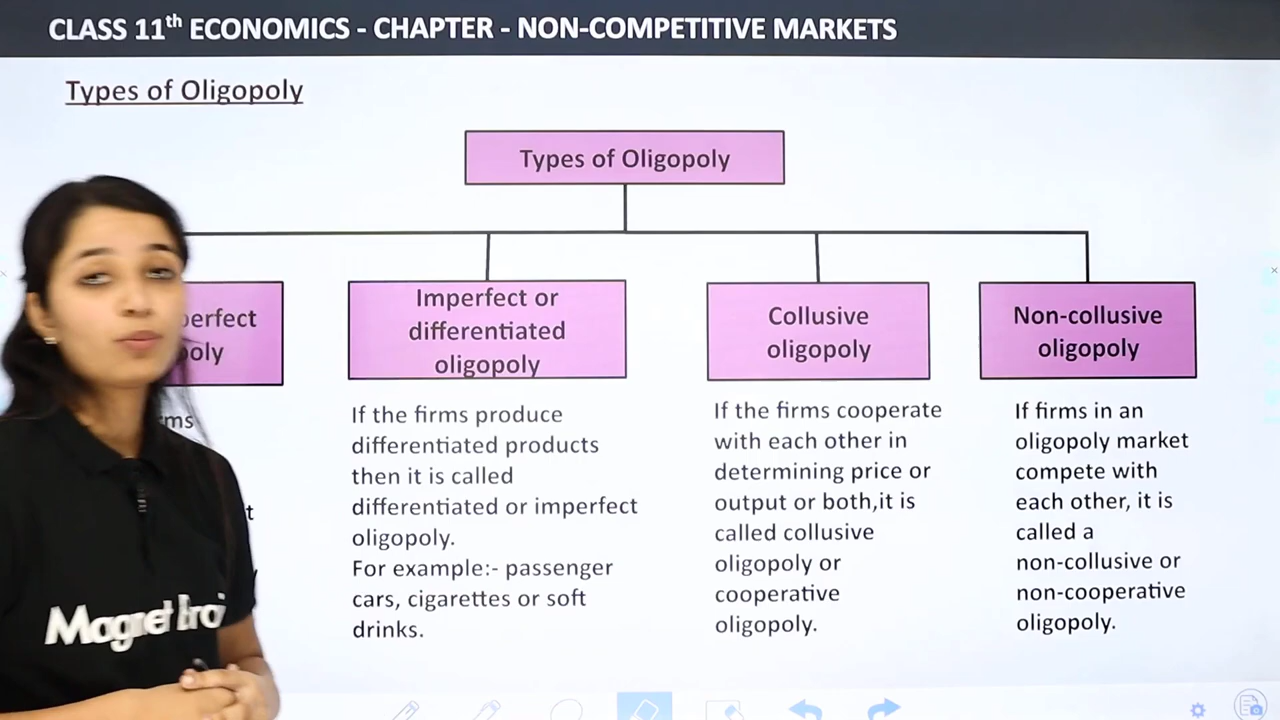 CLASS 11th ECONOMICS - CHAPTER - NON-COMPETITIVE MARKETS
Types of Oligopoly
Types of Oligopoly
perfect
poly
Imperfect or
differentiated
oligopoly
If the firms produce
differentiated products
then it is called
differentiated or imperfect
oligopoly.
For example:- passenger
cars, cigarettes or soft
drinks.
Collusive
oligopoly
If the firms cooperate
with each other in
determining price or
output or both,it is
called collusive
oligopoly or
cooperative
oligopoly.
Non-collusive
oligopoly
If firms in an
oligopoly market
compete with
each other, it is
called a
non-collusive or
non-cooperative
oligopoly.
Magnet Brai